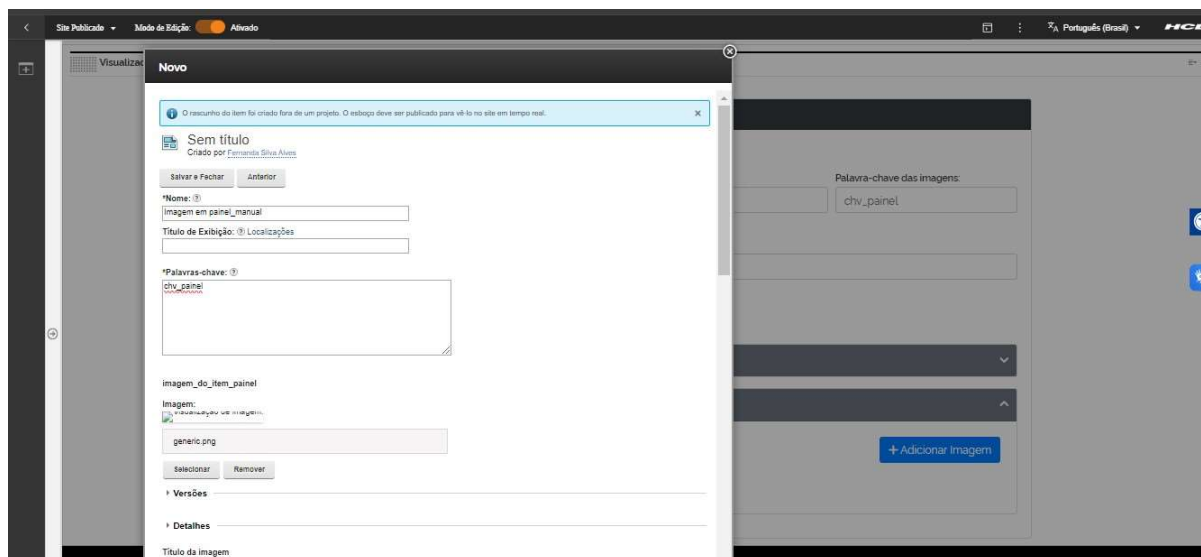 Site Publicado Modo de Edição: Ativado Português (Brasil)
Novo
O rascunho do item foi criado fora de um projeto. O esboço deve ser publicado para vê-lo no site em tempo real.
Sem título
Criado por Fernanda Silva Alves
Salvar e Fechar Anterior
*Nome:
Imagem em painel_manual
Título de Exibição: Localizações
*Palavras-chave:
chv_painel
imagem_do_item_painel
Imagem:
Visualização de imagem
generic.png
Selecionar Remover
Versões
Detalhes
Título da imagem
Palavra-chave das imagens:
chv_painel
+ Adicionar Imagem